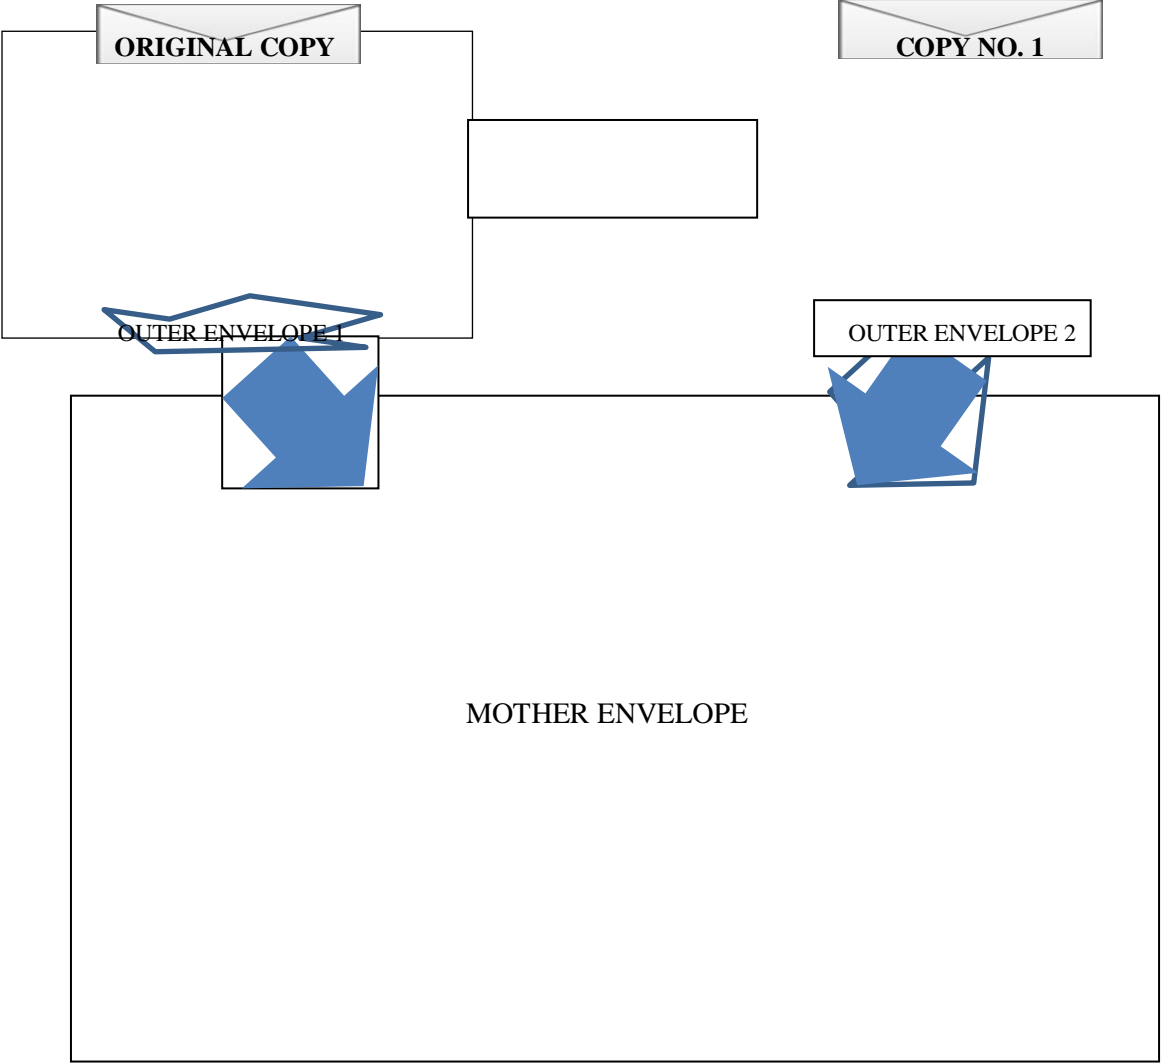 ORIGINAL COPY
COPY NO. 1
OUTER ENVELOPE 1
OUTER ENVELOPE 2
MOTHER ENVELOPE